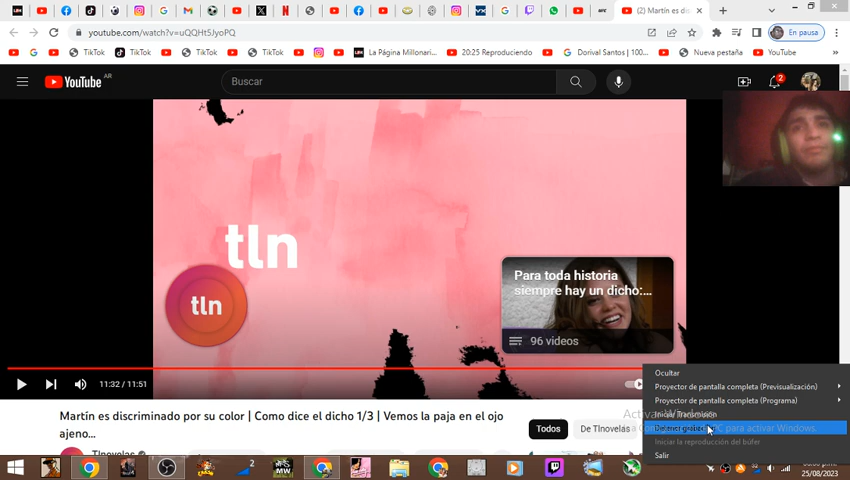 (2) Martín es dis
youtube.com/watch?v=uQQHt5JyoPQ
En pausa
TikTok
TikTok
TikTok
TikTok
La Página Millonari...
20:25 Reproduciendo
Dorival Santos | 100...
Nueva pestaña
YouTube
YouTube AR
Buscar
2
tln
tln
Para toda historia
siempre hay un dicho:...
96 videos
11:32 / 11:51
Martín es discriminado por su color | Como dice el dicho 1/3 | Vemos la paja en el ojo
ajeno...
Tlnovelas
Todos
De Tlnovelas
Ocultar
Proyector de pantalla completa (Previsualización)
Proyector de pantalla completa (Programa)
Iniciar Transmisión
PC para activar Windows.
Iniciar la reproducción del búfer
Salir
25/08/2023